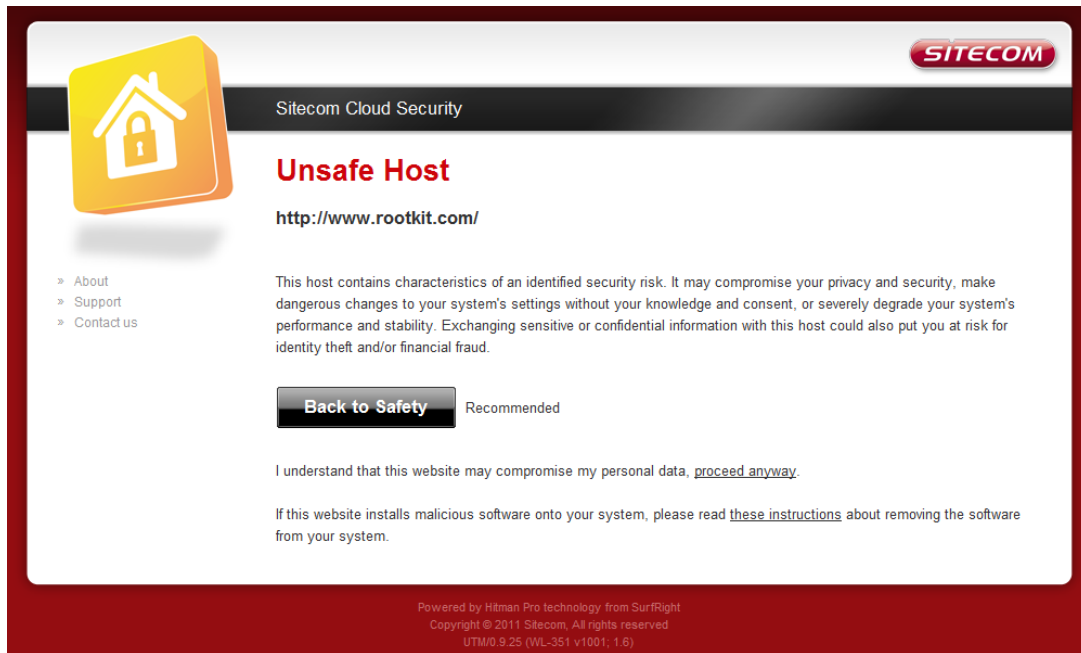 SITECOM
Sitecom Cloud Security
Unsafe Host
http://www.rootkit.com/
» About
» Support
» Contact us
This host contains characteristics of an identified security risk. It may compromise your privacy and security, make
dangerous changes to your system's settings without your knowledge and consent, or severely degrade your system's
performance and stability. Exchanging sensitive or confidential information with this host could also put you at risk for
identity theft and/or financial fraud.
Back to Safety Recommended
I understand that this website may compromise my personal data, proceed anyway.
If this website installs malicious software onto your system, please read these instructions about removing the software
from your system.
Powered by Hitman Pro technology from SurfRight
Copyright © 2011 Sitecom, All rights reserved
UTM/0.9.25 (WL-351 v1001; 1.6)